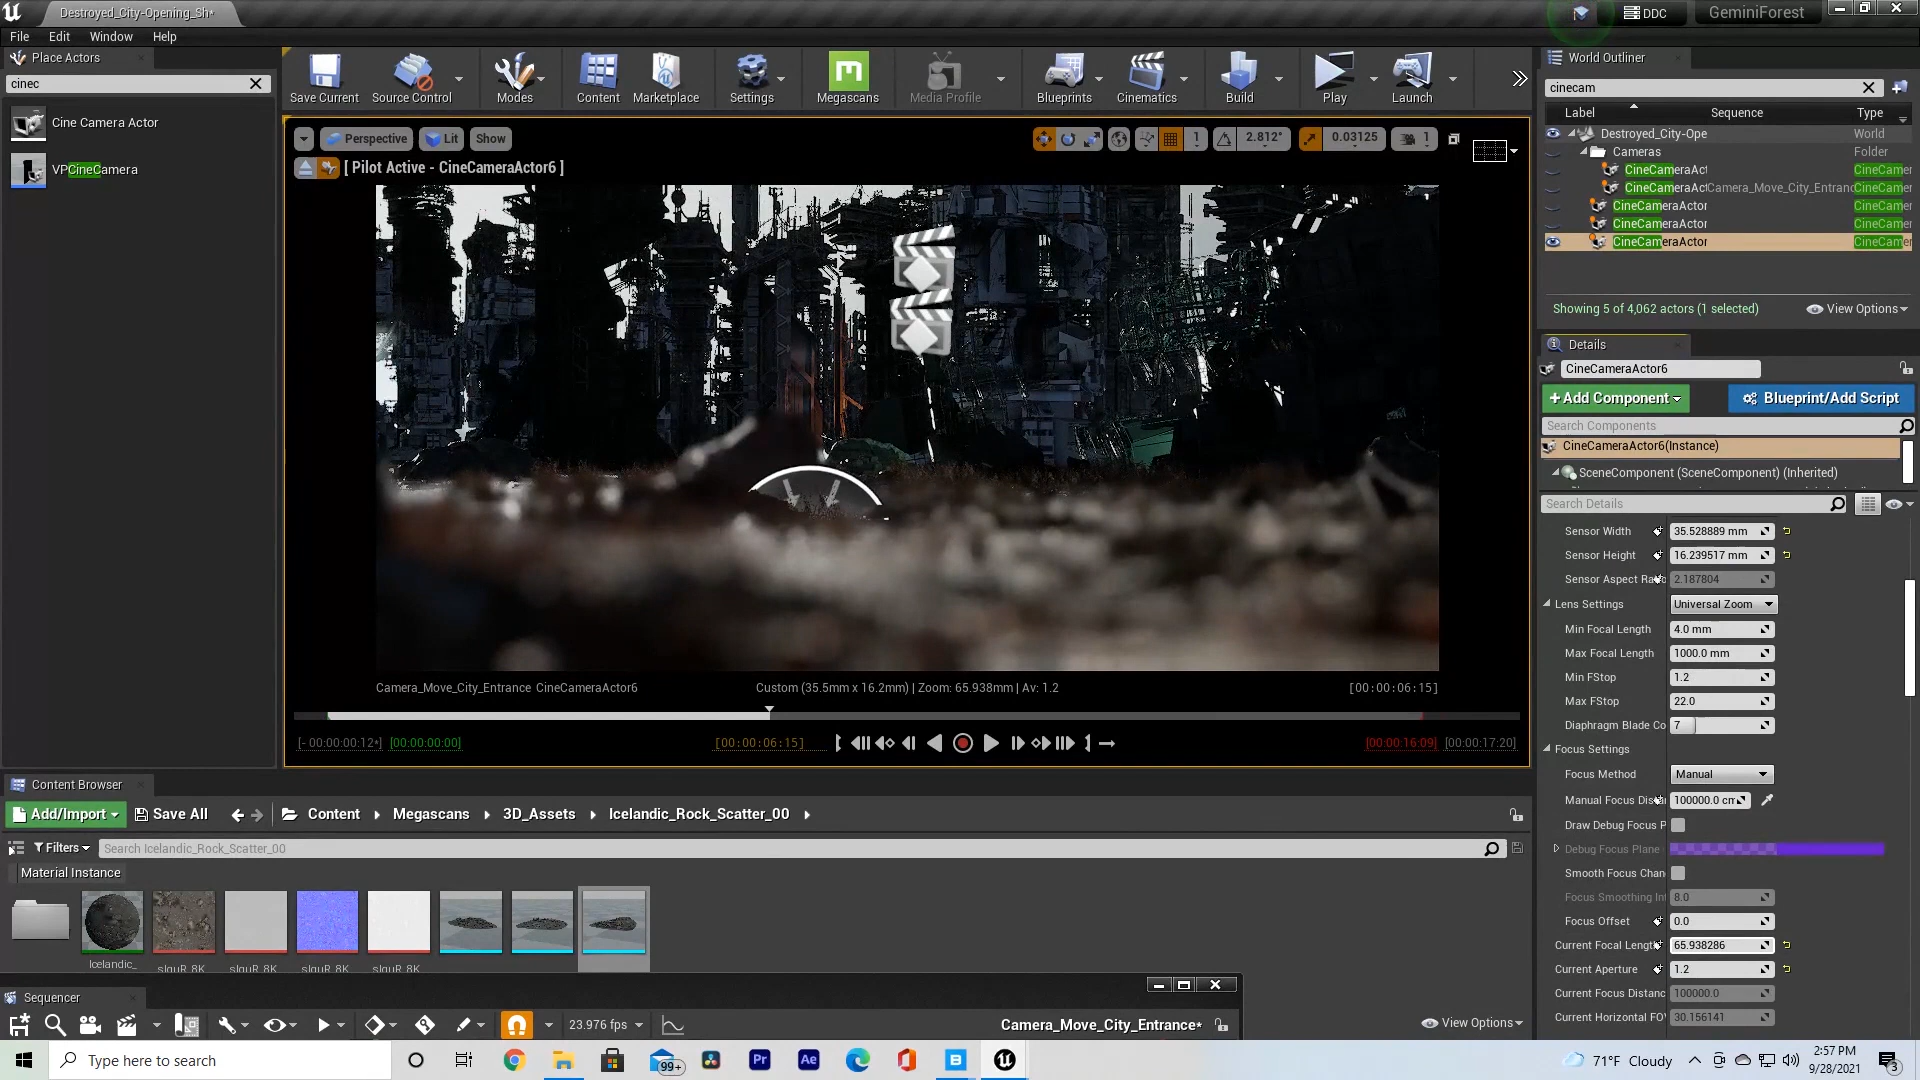 Destroyed_City-Opening_Sh*
DDC
GeminiForest
File
Edit
Window
Help
Place Actors
cinec
Cine Camera Actor
VPCineCamera
Save Current
Source Control
Modes
Content
Marketplace
Settings
Megascans
Media Profile
Blueprints
Cinematics
Build
Play
Launch
Perspective
Lit
Show
1
2.812°
0.03125
1
[ Pilot Active - CineCameraActor6 ]
Camera_Move_City_Entrance CineCameraActor6
Custom (35.5mm x 16.2mm) | Zoom: 65.938mm | Av: 1.2
[00:00:06:15]
[- 00:00:00:12*]
[00:00:00:00]
[00:00:06:15]
[00:00:16:09]
[00:00:17:20]
World Outliner
cinecam
Label
Sequence
Type
Destroyed_City-Ope
World
Cameras
Folder
CineCameraAct
CineCamer
CineCameraAct
Camera_Move_City_Entranc
CineCamer
CineCameraActor
CineCamer
CineCameraActor
CineCamer
CineCameraActor
CineCamer
Showing 5 of 4,062 actors (1 selected)
View Options
Details
CineCameraActor6
+Add Component
Blueprint/Add Script
Search Components
CineCameraActor6(Instance)
SceneComponent (SceneComponent) (Inherited)
Search Details
Sensor Width
35.528889 mm
Sensor Height
16.239517 mm
Sensor Aspect Ra
2.187804
Lens Settings
Universal Zoom
Min Focal Length
4.0 mm
Max Focal Length
1000.0 mm
Min FStop
1.2
Max FStop
22.0
Diaphragm Blade Co
7
Focus Settings
Focus Method
Manual
Manual Focus Dista
100000.0 cm
Draw Debug Focus P
Debug Focus Plane
Smooth Focus Chan
Focus Smoothing Int
8.0
Focus Offset
0.0
Current Focal Length
65.938286
Current Aperture
1.2
Current Focus Distanc
100000.0
Current Horizontal FO
30.156141
Content Browser
Add/Import
Save All
Content
Megascans
3D_Assets
Icelandic_Rock_Scatter_00
Filters
Search Icelandic_Rock_Scatter_00
Material Instance
Icelandic_
slguR_8K
slguR_8K
slguR_8K
slguR_8K
Sequencer
23.976 fps
Camera_Move_City_Entrance*
View Options
Type here to search
99+
Pr
Ae
71°F Cloudy
2:57 PM
9/28/2021
3